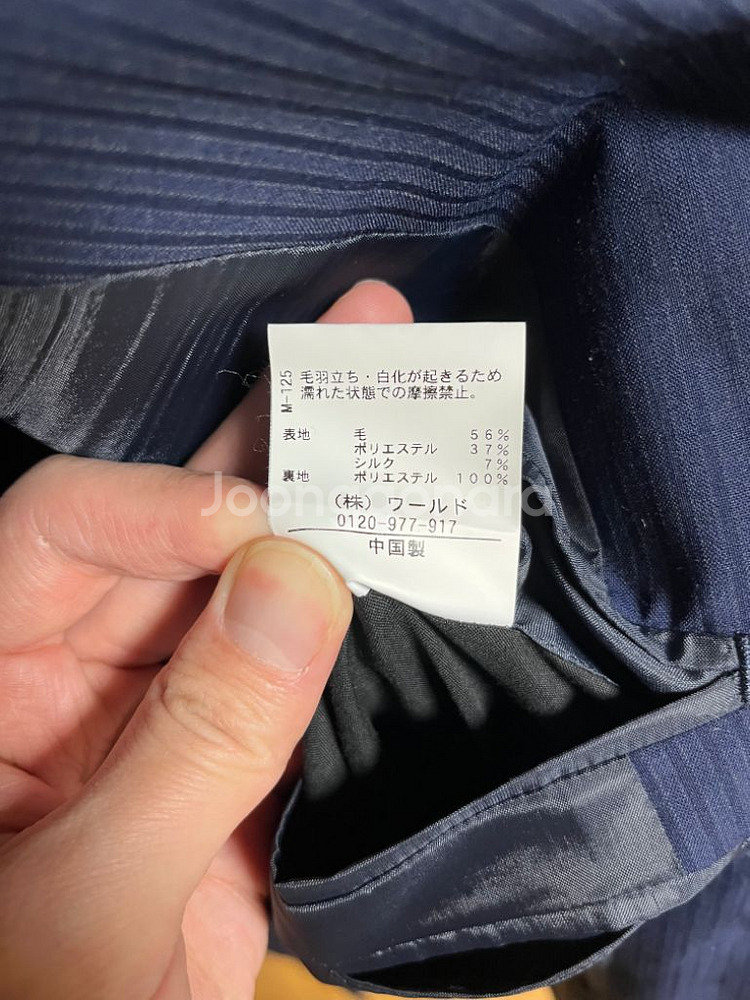 M-125
毛羽立ち・白化が起きるため
濡れた状態での摩擦禁止。
表地 毛 56%
ポリエステル 37%
シルク 7%
裏地 ポリエステル 100%
(株) ワールド
0120-977-917
中国製
Joongonara